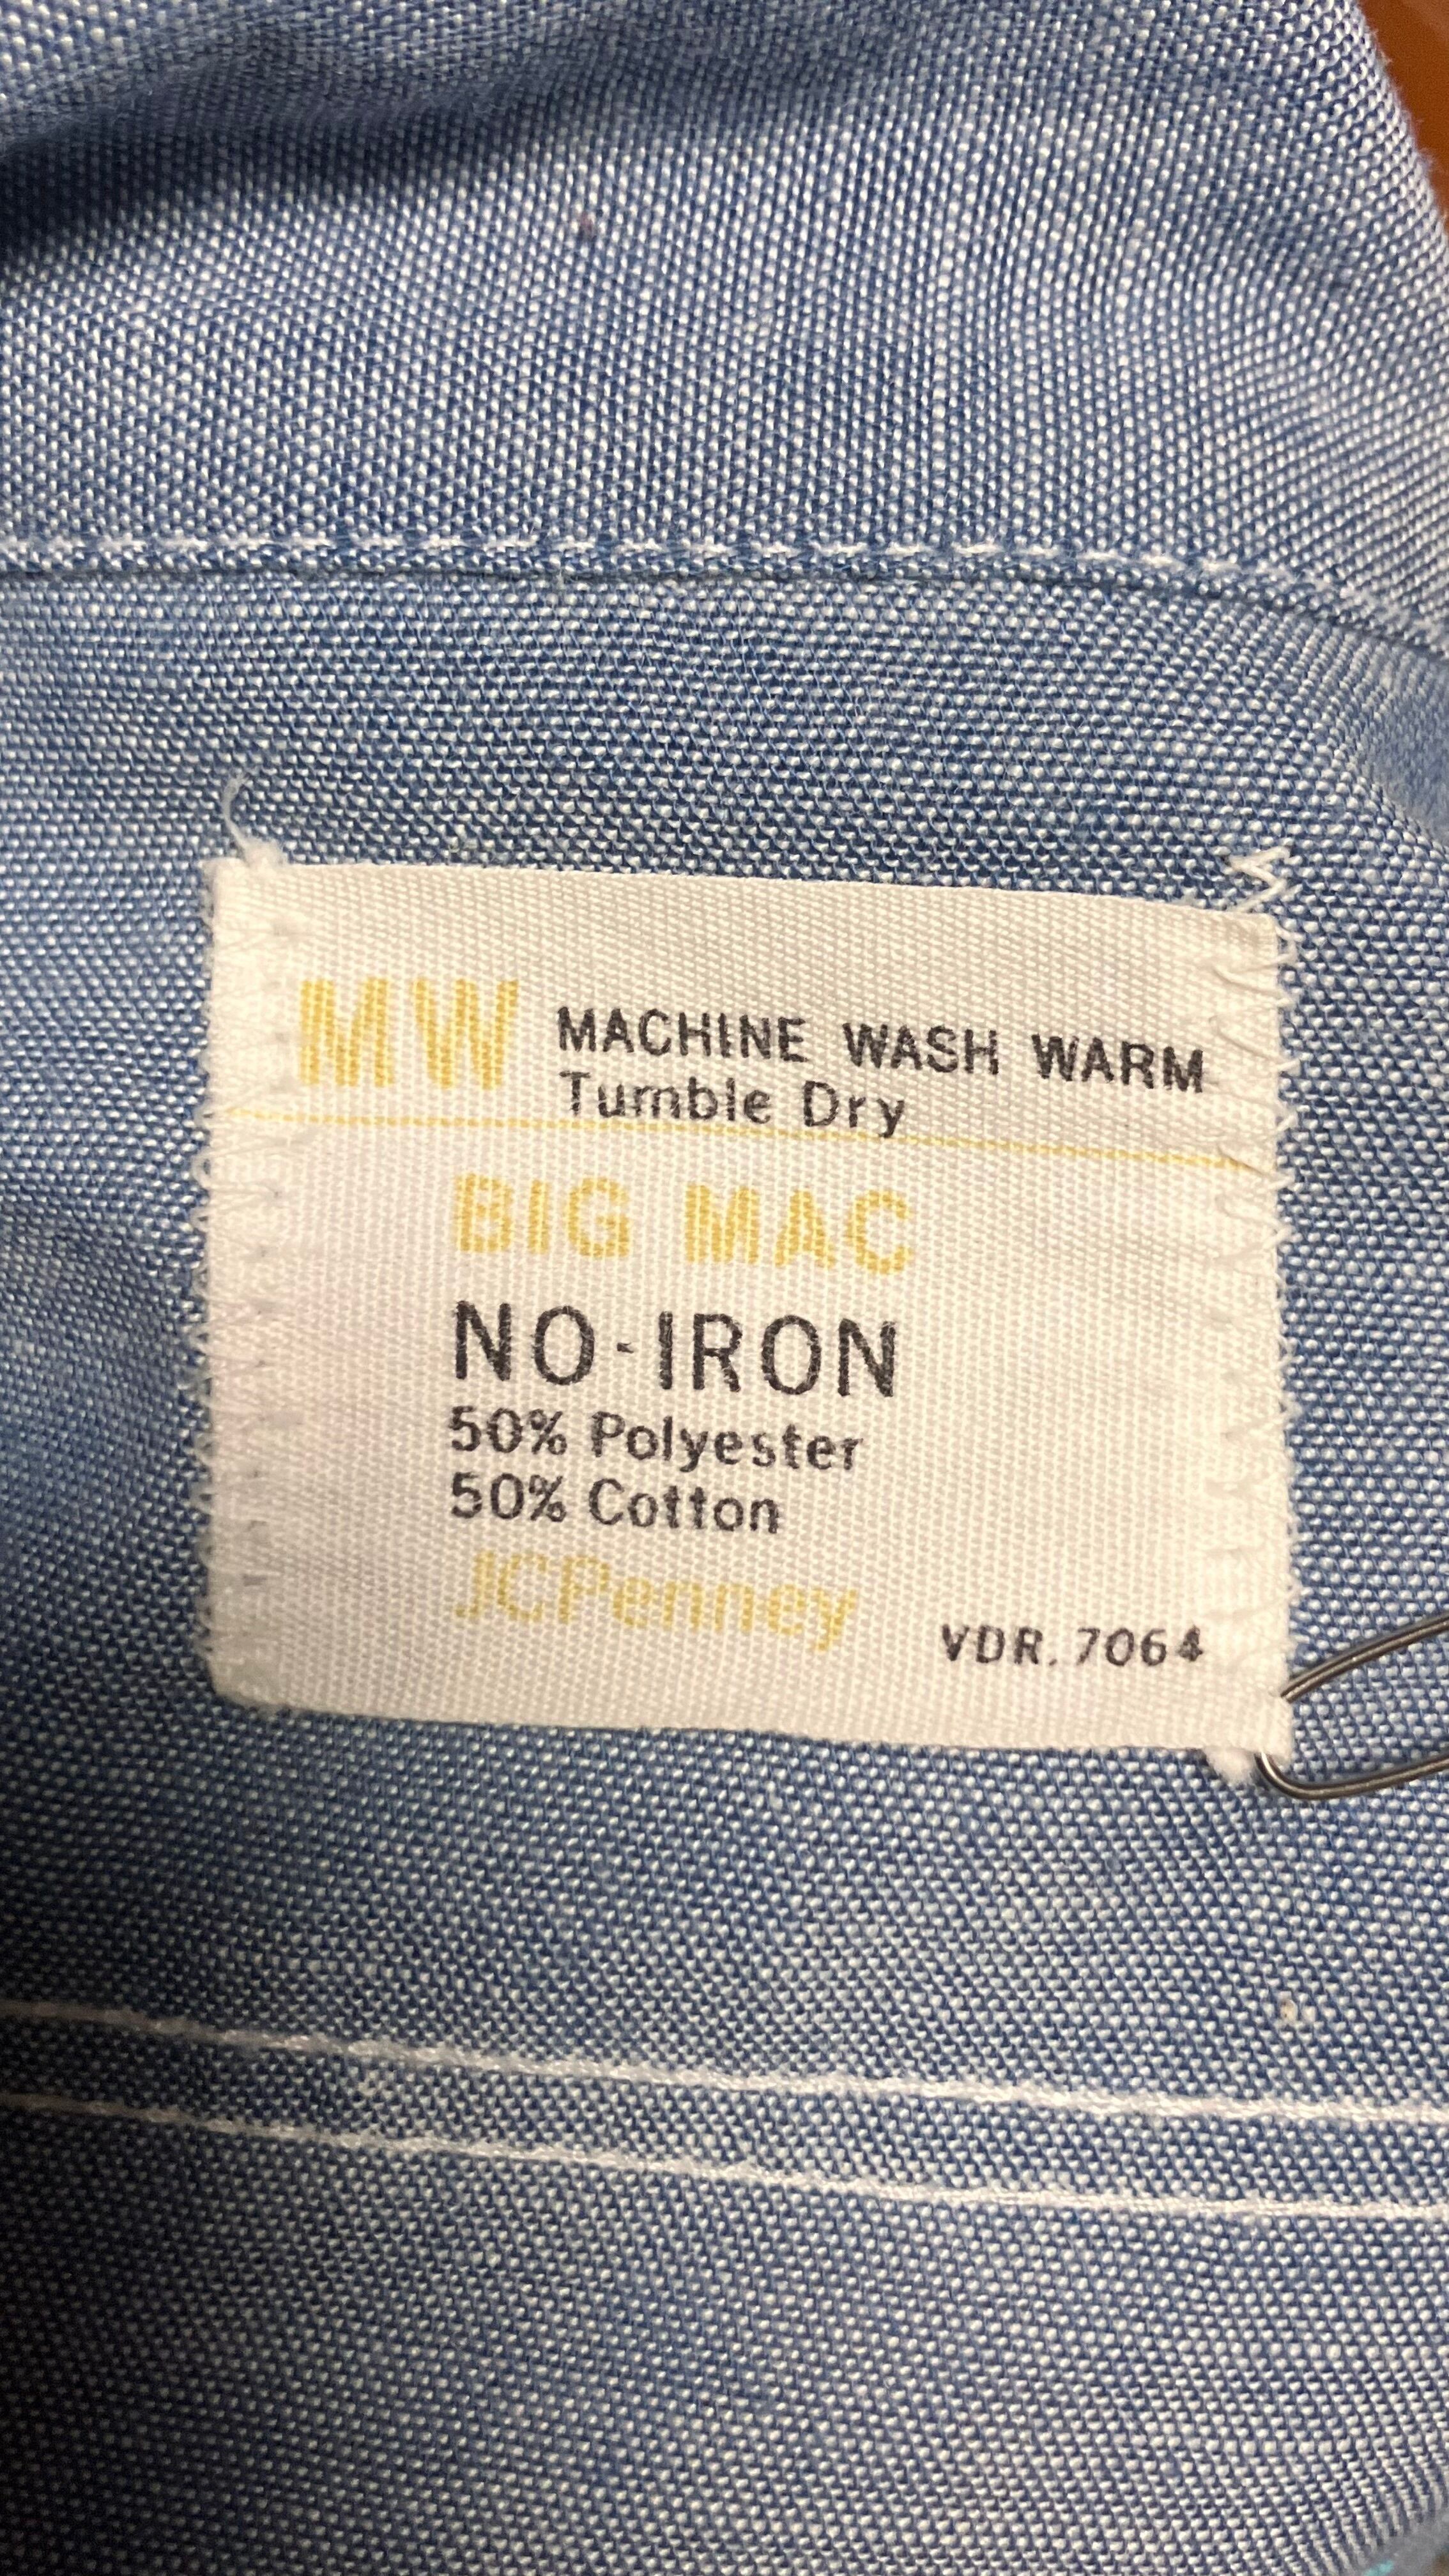 MW MACHINE WASH WARM
Tumble Dry
BIG MAC
NO-IRON
50% Polyester
50% Cotton
JCPenney
VDR. 7064